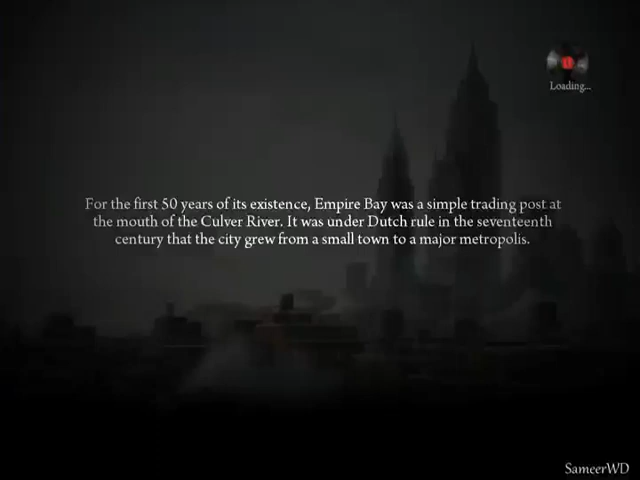 Loading...
For the first 50 years of its existence, Empire Bay was a simple trading post at
the mouth of the Culver River. It was under Dutch rule in the seventeenth
century that the city grew from a small town to a major metropolis.
SameerWD